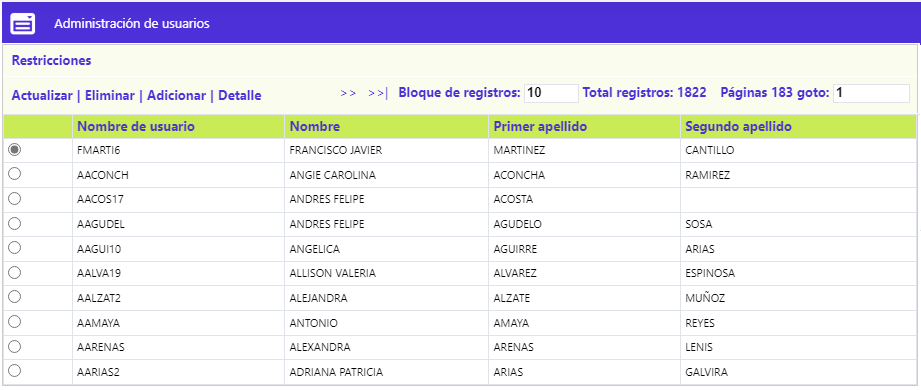 Administración de usuarios
Restricciones
Actualizar | Eliminar | Adicionar | Detalle >> >>| Bloque de registros: 10 Total registros: 1822 Páginas 183 goto: 1
Nombre de usuario Nombre Primer apellido Segundo apellido
FMARTI6 FRANCISCO JAVIER MARTINEZ CANTILLO
AACONCH ANGIE CAROLINA ACONCHA RAMIREZ
AACOS17 ANDRES FELIPE ACOSTA
AAGUDEL ANDRES FELIPE AGUDELO SOSA
AAGUI10 ANGELICA AGUIRRE ARIAS
AALVA19 ALLISON VALERIA ALVAREZ ESPINOSA
AALZAT2 ALEJANDRA ALZATE MUÑOZ
AAMAYA ANTONIO AMAYA REYES
AARENAS ALEXANDRA ARENAS LENIS
AARIAS2 ADRIANA PATRICIA ARIAS GALVIRA